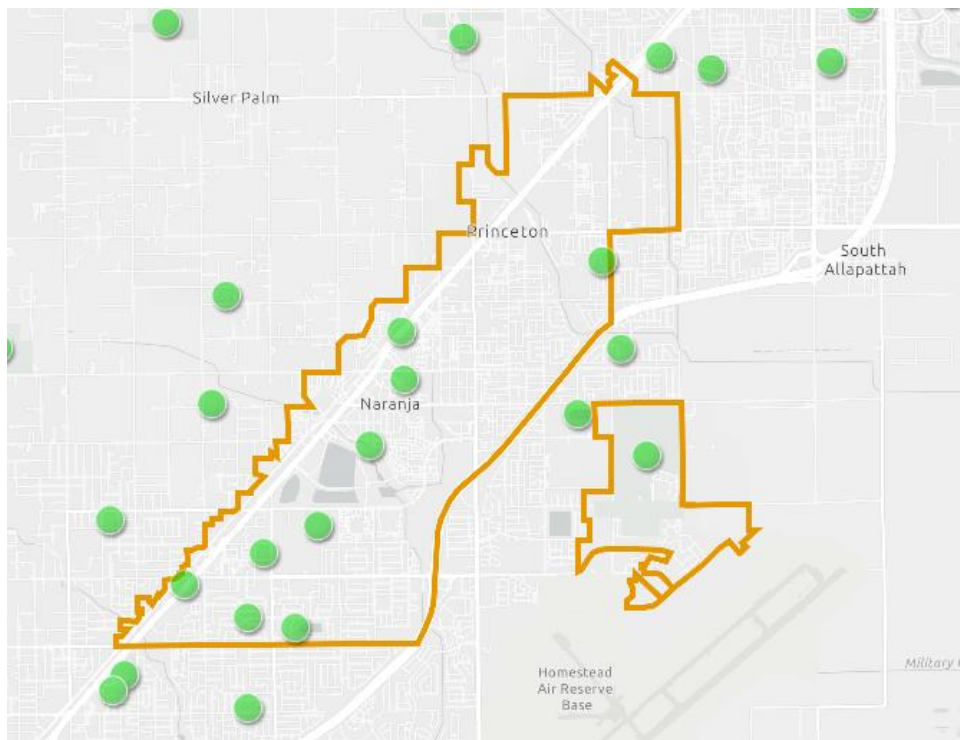 Silver Palm
Princeton
South
Allapattah
Naranja
Homestead
Air Reserve
Base
Military